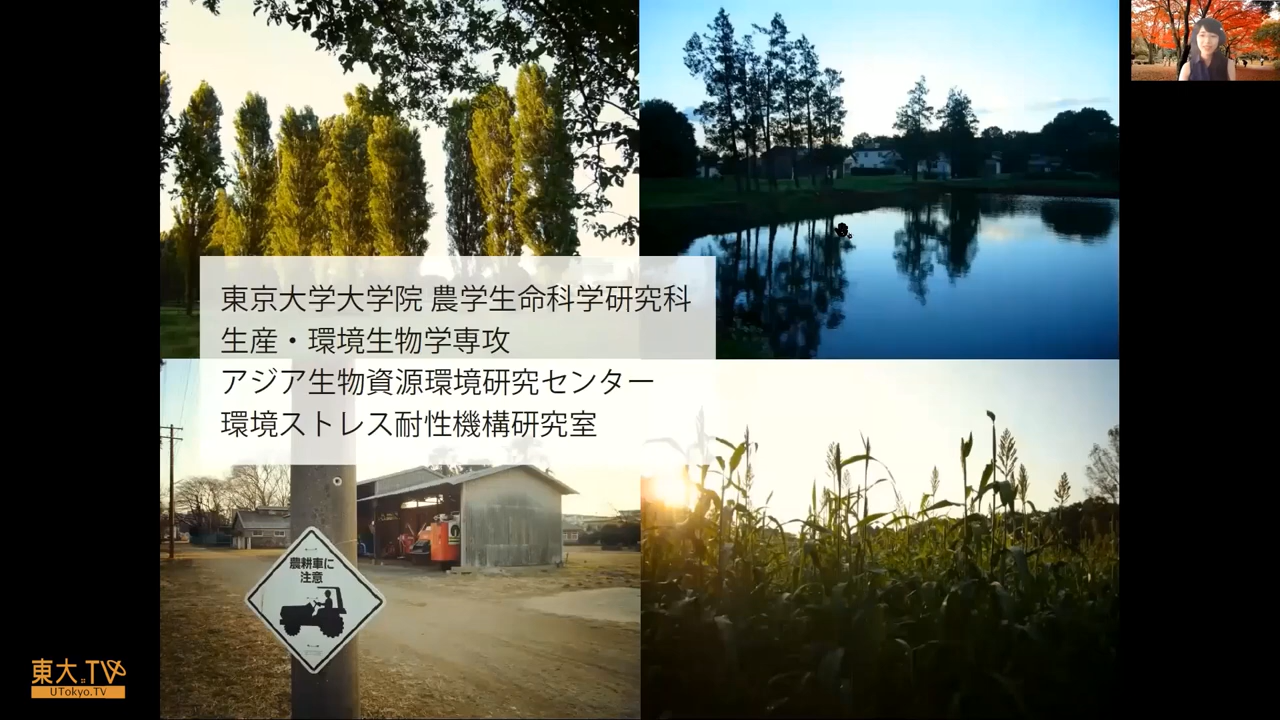 東京大学大学院 農学生命科学研究科
生産・環境生物学専攻
アジア生物資源環境研究センター
環境ストレス耐性機構研究室
農耕車に
注意
東大.TV
UTokyo.TV